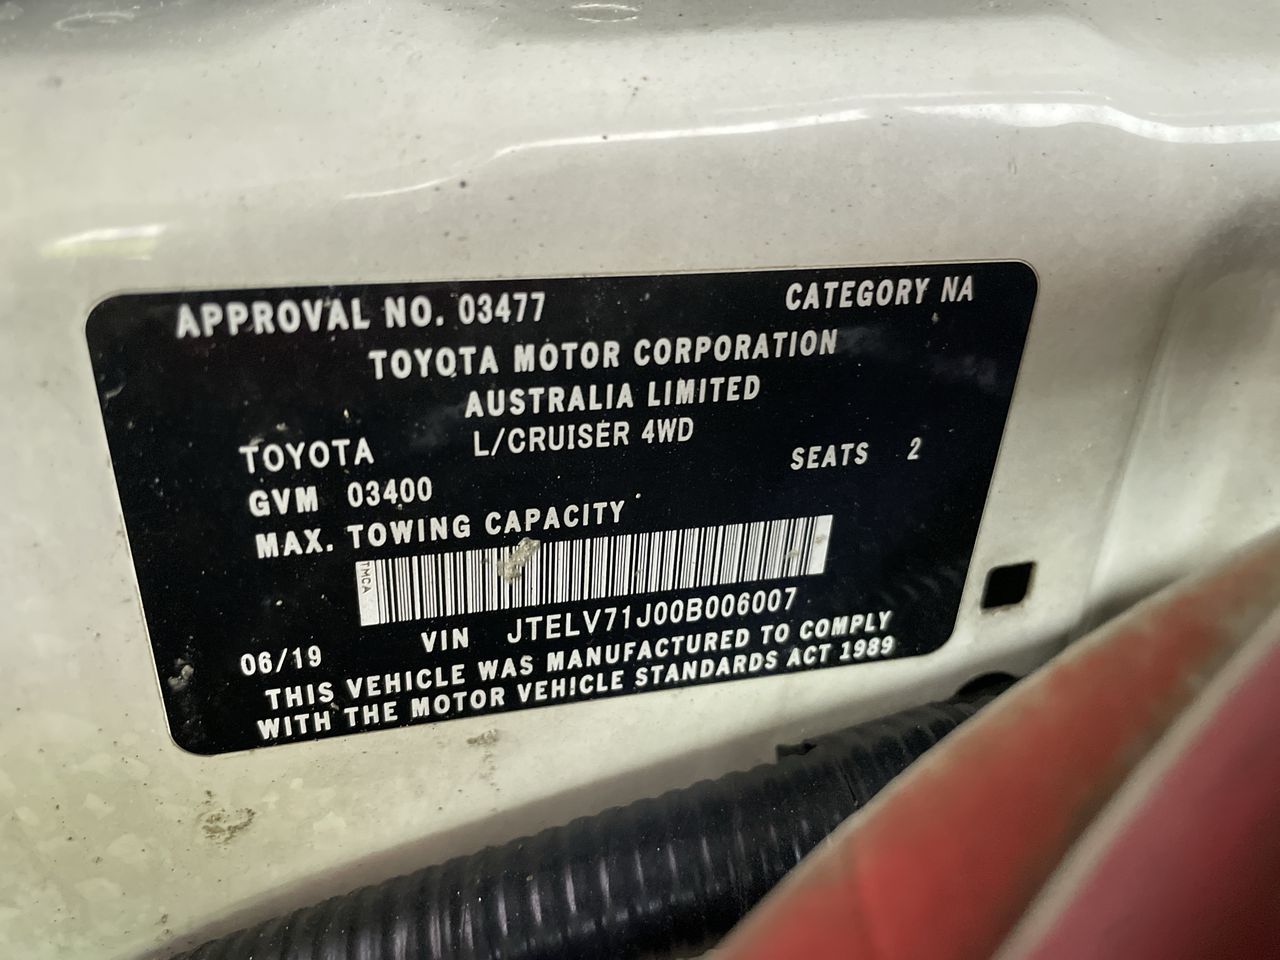 APPROVAL NO. 03477 CATEGORY NA
TOYOTA MOTOR CORPORATION
AUSTRALIA LIMITED
TOYOTA L/CRUISER 4WD
GVM 03400 SEATS 2
MAX. TOWING CAPACITY
TMCA
06/19 VIN JTELV71J00B006007
THIS VEHICLE WAS MANUFACTURED TO COMPLY
WITH THE MOTOR VEHICLE STANDARDS ACT 1989